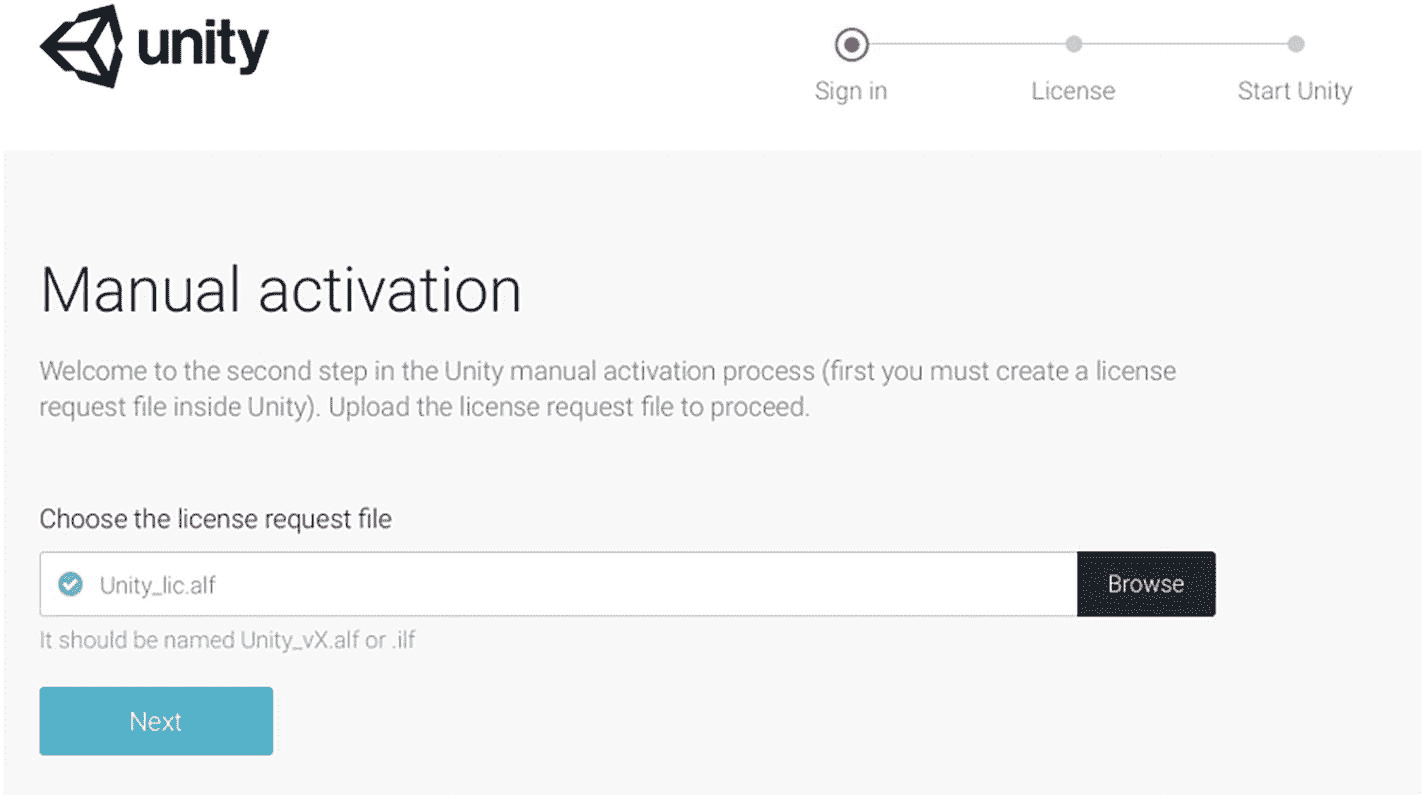 unity
Sign in
License
Start Unity
Manual activation
Welcome to the second step in the Unity manual activation process (first you must create a license
request file inside Unity). Upload the license request file to proceed.
Choose the license request file
Unity_lic.alf
Browse
It should be named Unity_vX.alf or .ilf
Next